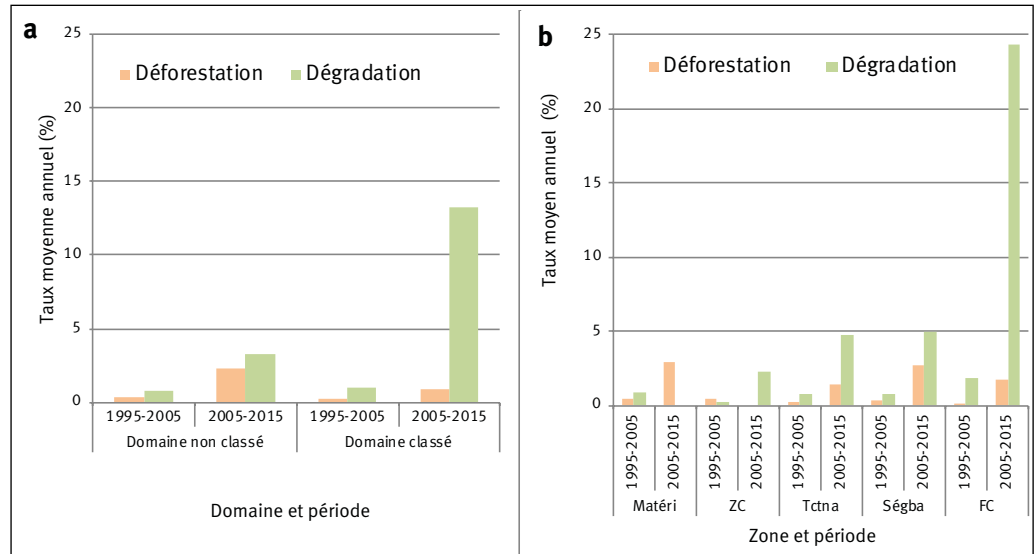 a
25
20
15
10
5
0
Déforestation
Dégradation
Taux moyenne annuel (%)
1995-2005
2005-2015
1995-2005
2005-2015
Domaine non classé
Domaine classé
Domaine et période
b
25
20
15
10
5
0
Déforestation
Dégradation
Taux moyen annuel (%)
1995-2005
2005-2015
1995-2005
2005-2015
1995-2005
2005-2015
1995-2005
2005-2015
1995-2005
2005-2015
Matéri
ZC
Tctna
Ségba
FC
Zone et période